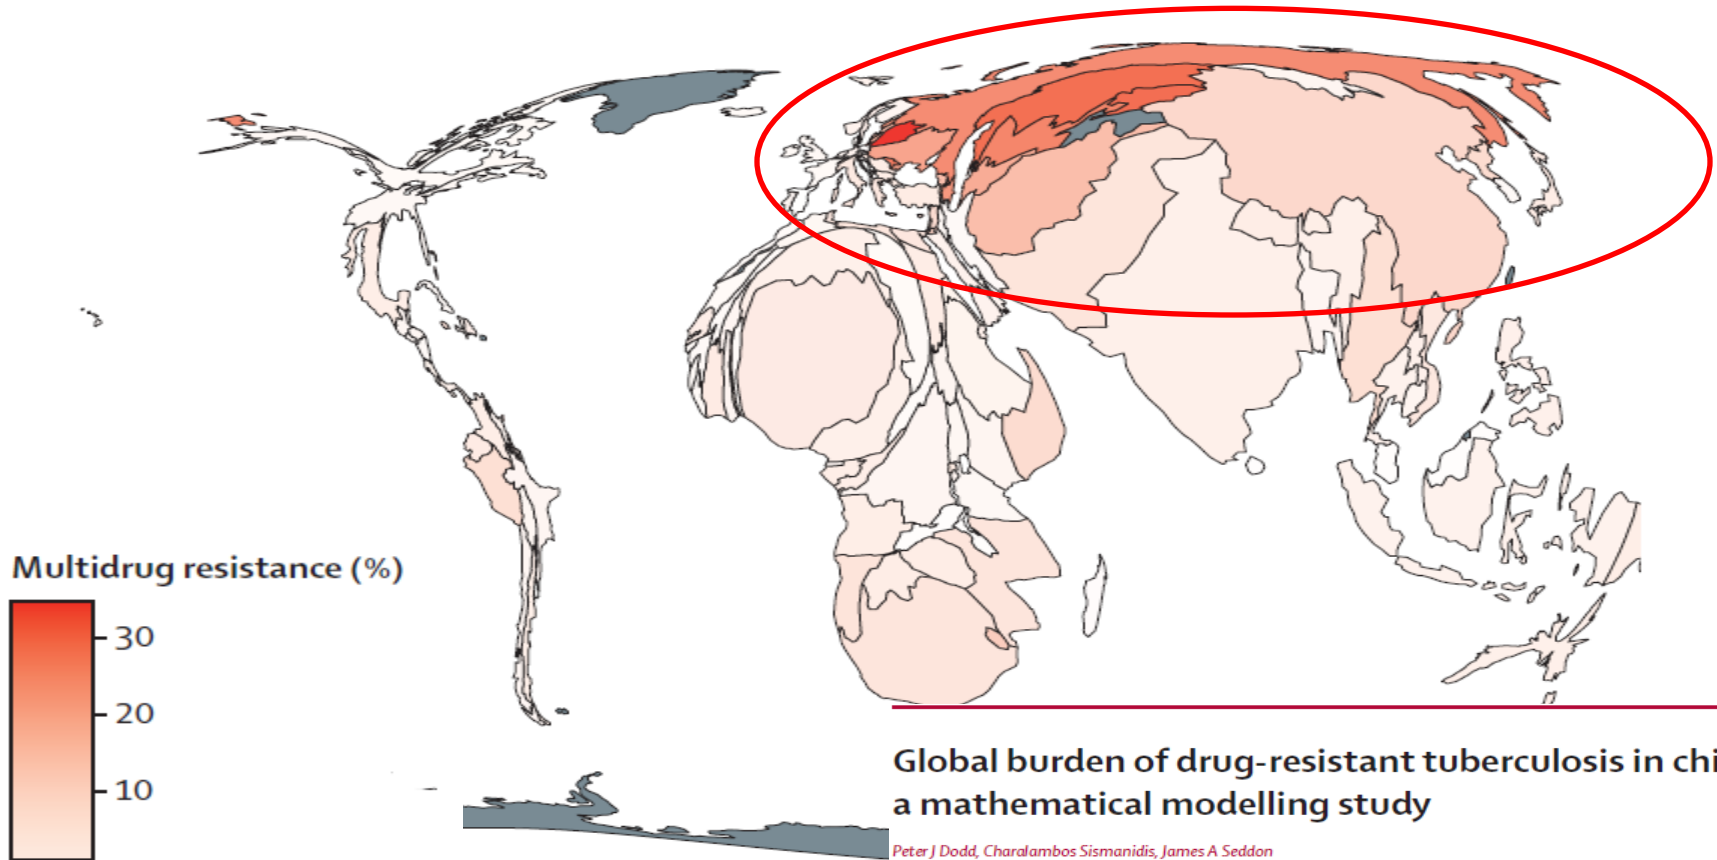 Multidrug resistance (%)
30
20
10
Global burden of drug-resistant tuberculosis in chi
a mathematical modelling study
Peter J Dodd, Charalambos Sismanidis, James A Seddon